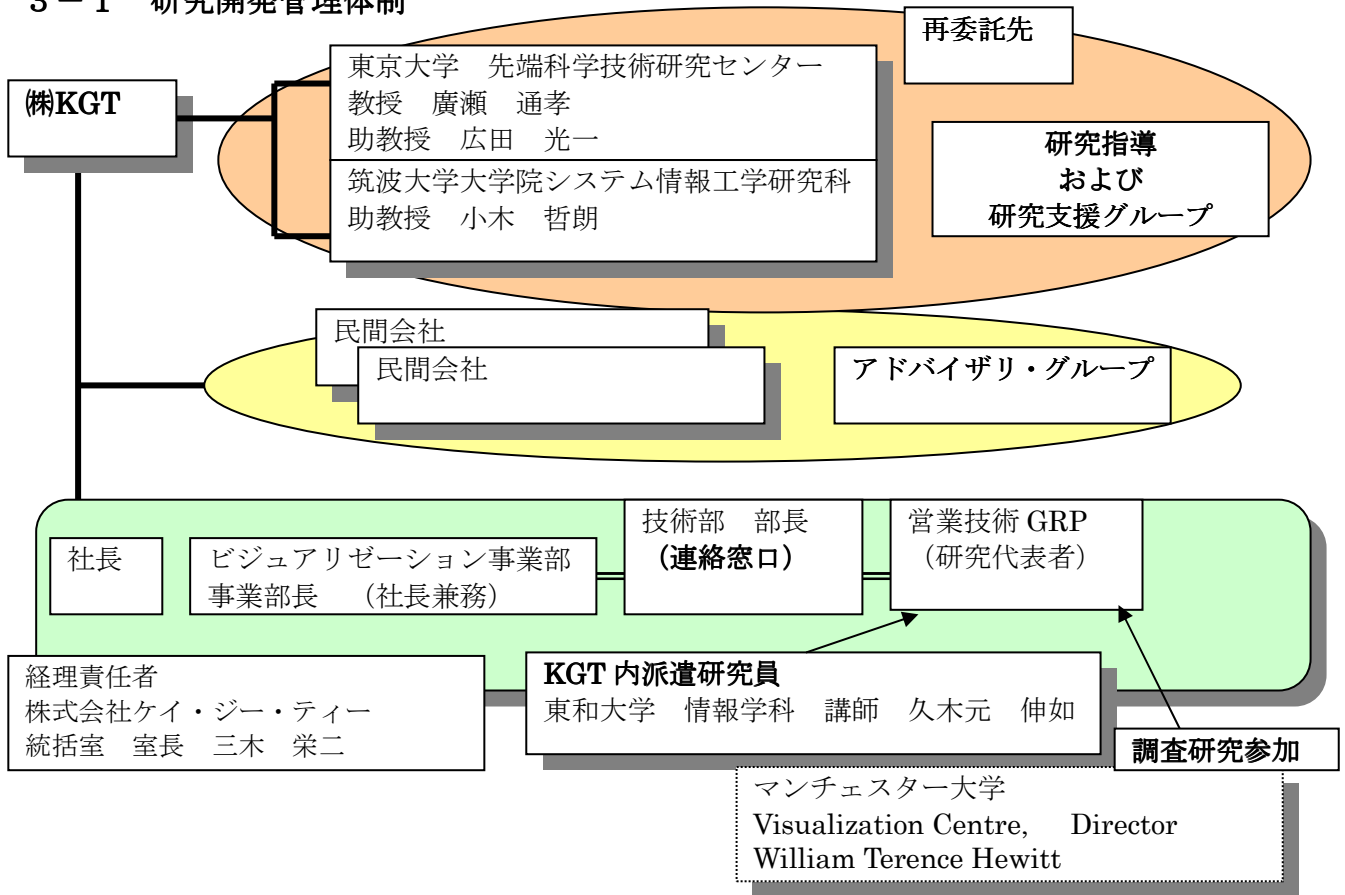 ３－１　研究開発管理体制
再委託先
㈱KGT
東京大学　先端科学技術研究センター
教授　廣瀬　通孝
助教授　広田　光一
筑波大学大学院システム情報工学研究科
助教授　小木　哲朗
研究指導
および
研究支援グループ
民間会社
民間会社
アドバイザリ・グループ
社長
ビジュアリゼーション事業部
事業部長　（社長兼務）
技術部　部長
（連絡窓口）
営業技術 GRP
（研究代表者）
経理責任者
株式会社ケイ・ジー・ティー
統括室　室長　三木　栄二
KGT 内派遣研究員
東和大学　情報学科　講師　久木元　伸如
調査研究参加
マンチェスター大学
Visualization Centre,　Director
William Terence Hewitt